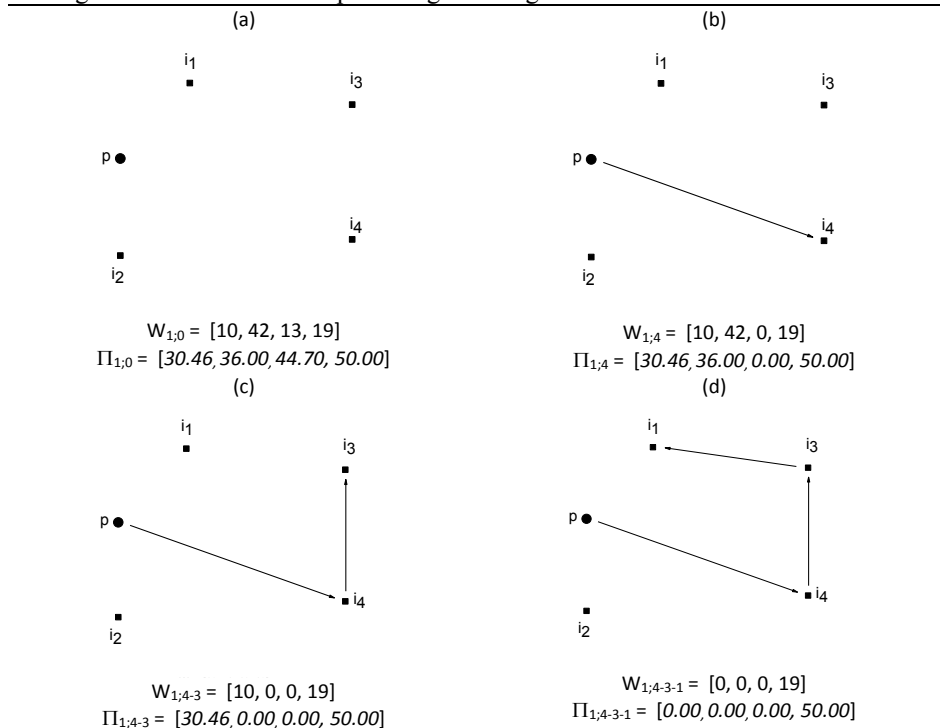 (a) (b)
i1 i1
i3 i3
p p
i4 i4
i2 i2
W1;0 = [10, 42, 13, 19] W1;4 = [10, 42, 0, 19]
Π1;0 = [30.46, 36.00, 44.70, 50.00] Π1;4 = [30.46, 36.00, 0.00, 50.00]
(c) (d)
i1 i1
i3 i3
p p
i4 i4
i2 i2
W1;4-3 = [10, 0, 0, 19] W1;4-3-1 = [0, 0, 0, 19]
Π1;4-3 = [30.46, 0.00, 0.00, 50.00] Π1;4-3-1 = [0.00, 0.00, 0.00, 50.00]